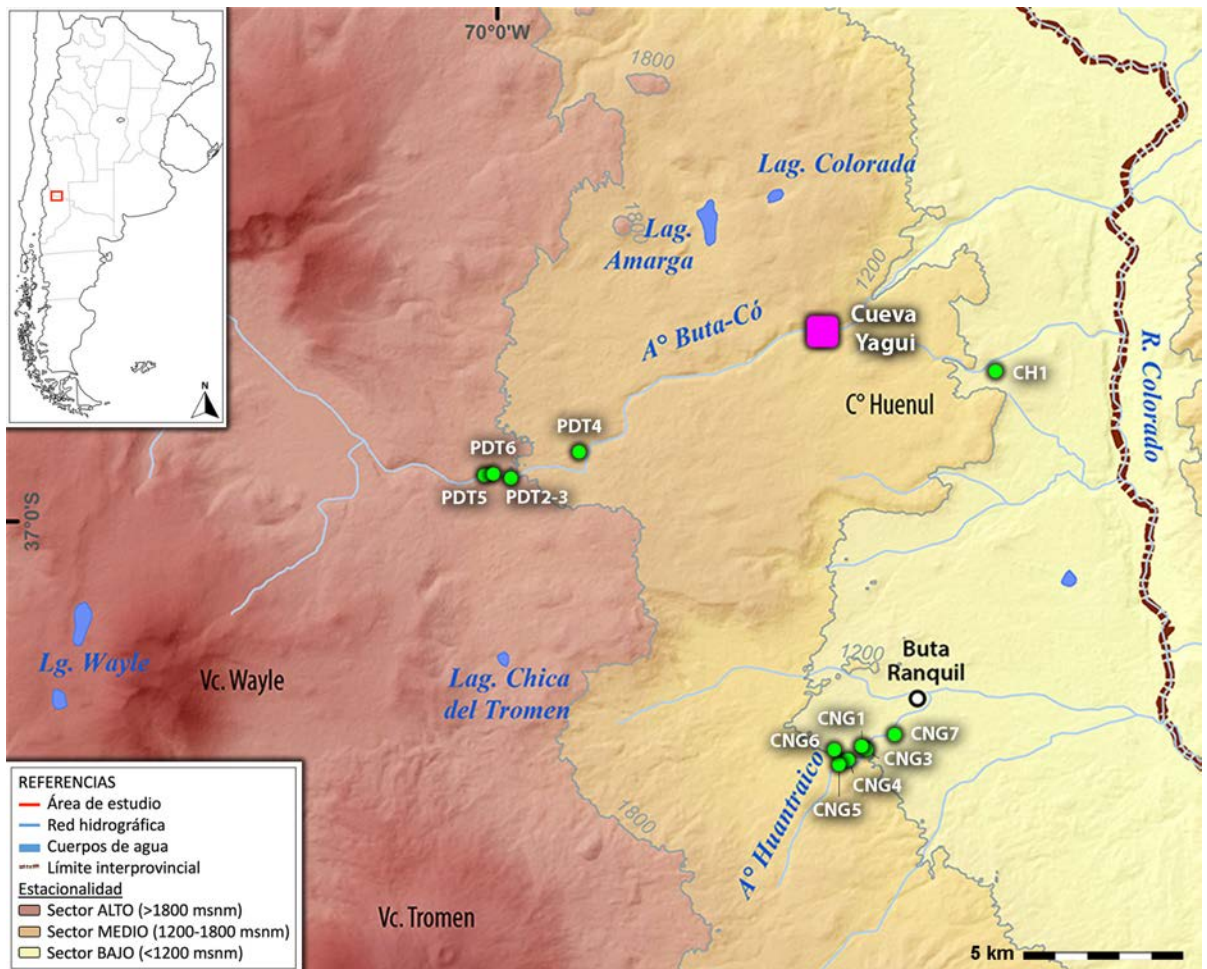 70°0'W
1800
Lag. Colorada
1800
Lag.
Amarga
1200
A° Buta-Có
Cueva
Yagui
CH1
R. Colorado
C° Huenul
N
PDT4
PDT6
PDT5
PDT2-3
37°0'S
Buta
Ranquil
1200
Lg. Wayle
Vc. Wayle
Lag. Chica
del Tromen
CNG1
CNG7
CNG6
CNG3
CNG4
CNG5
A° Huantraico
1800
Vc. Tromen
REFERENCIAS
Área de estudio
Red hidrográfica
Cuerpos de agua
Límite interprovincial
Estacionalidad
Sector ALTO (>1800 msnm)
Sector MEDIO (1200-1800 msnm)
Sector BAJO (<1200 msnm)
5 km